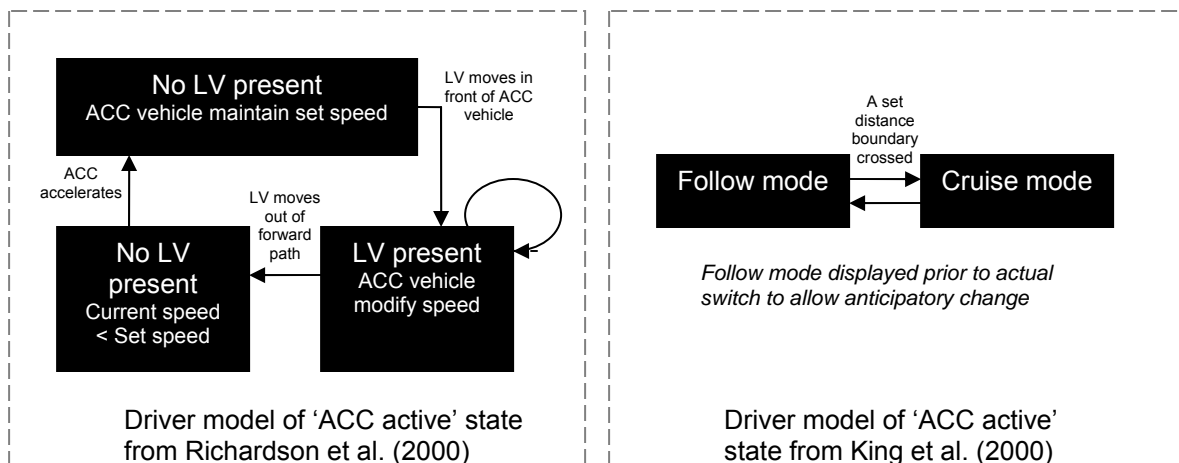 No LV present
ACC vehicle maintain set speed
LV moves in
front of ACC
vehicle
ACC
accelerates
LV moves
out of
forward
path
No LV
present
Current speed
< Set speed
LV present
ACC vehicle
modify speed
Driver model of ‘ACC active’ state
from Richardson et al. (2000)
A set
distance
boundary
crossed
Follow mode
Cruise mode
Follow mode displayed prior to actual
switch to allow anticipatory change
Driver model of ‘ACC active’
state from King et al. (2000)